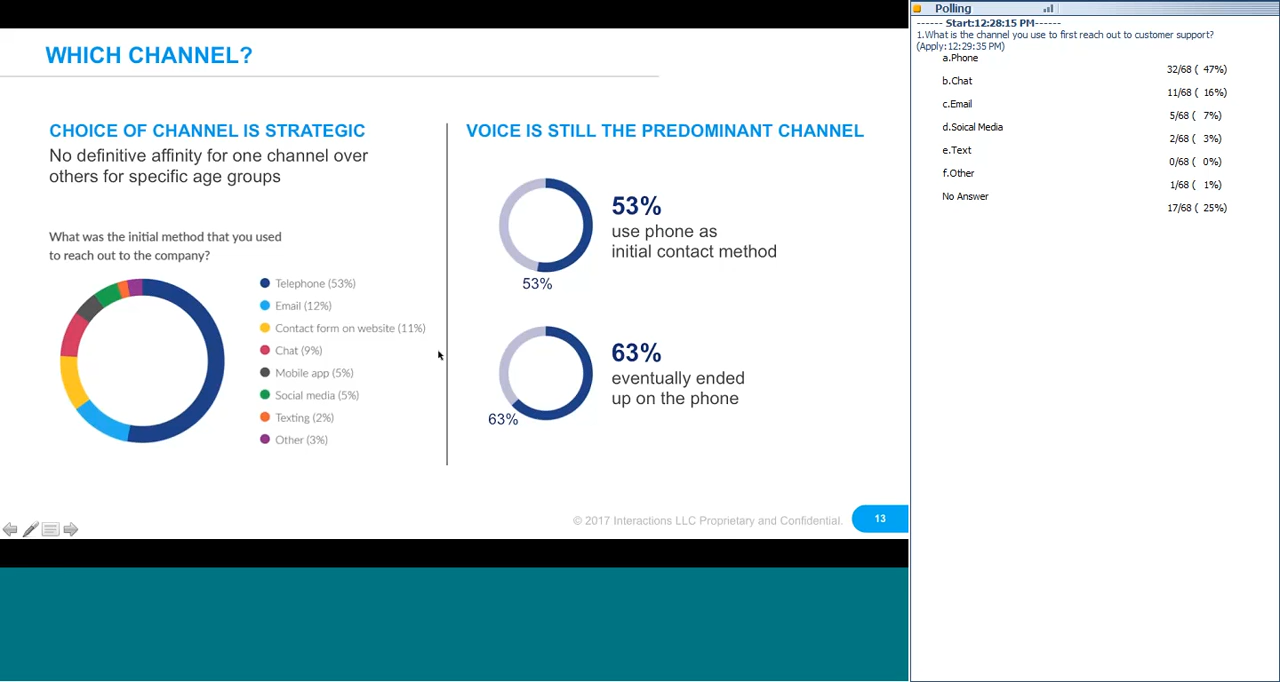 WHICH CHANNEL?
CHOICE OF CHANNEL IS STRATEGIC
No definitive affinity for one channel over
others for specific age groups
What was the initial method that you used
to reach out to the company?
Telephone (53%)
Email (12%)
Contact form on website (11%)
Chat (9%)
Mobile app (5%)
Social media (5%)
Texting (2%)
Other (3%)
VOICE IS STILL THE PREDOMINANT CHANNEL
53%
use phone as
initial contact method
53%
63%
eventually ended
up on the phone
63%
© 2017 Interactions LLC Proprietary and Confidential.
13
Polling
------ Start:12:28:15 PM------
1.What is the channel you use to first reach out to customer support?
(Apply:12:29:35 PM)
a.Phone
32/68 ( 47%)
b.Chat
11/68 ( 16%)
c.Email
5/68 ( 7%)
d.Soical Media
2/68 ( 3%)
e.Text
0/68 ( 0%)
f.Other
1/68 ( 1%)
No Answer
17/68 ( 25%)